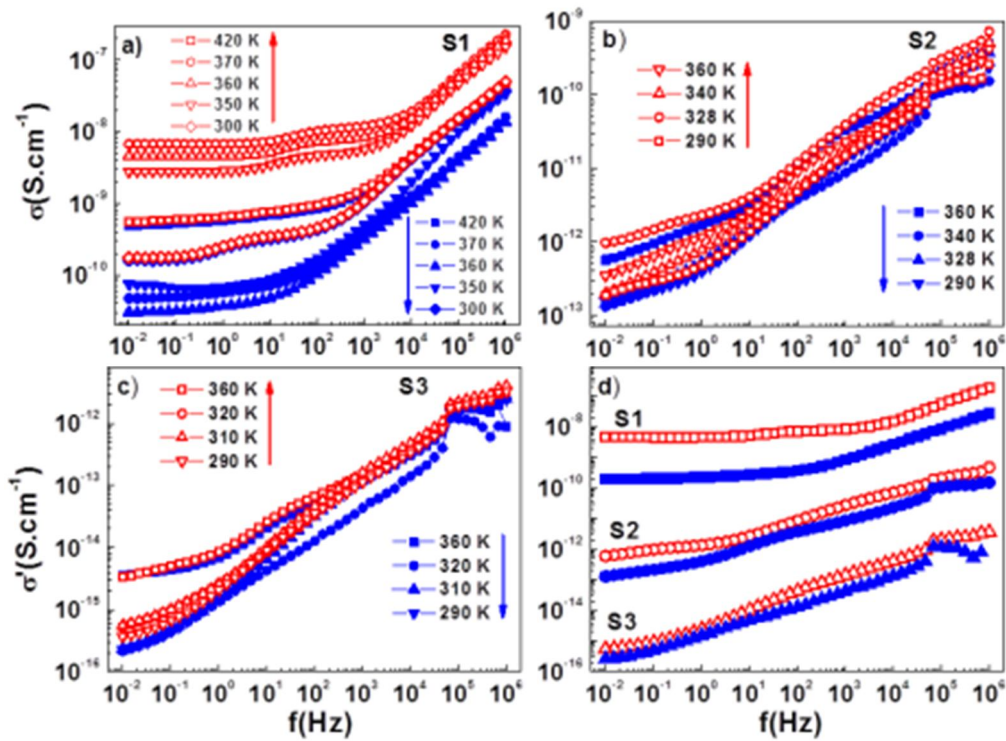 a)
S1
420 K
370 K
360 K
350 K
300 K
420 K
370 K
360 K
350 K
300 K
σ(S.cm⁻¹)
10⁻⁷
10⁻⁸
10⁻⁹
10⁻¹⁰
10⁻² 10⁻¹ 10⁰ 10¹ 10² 10³ 10⁴ 10⁵ 10⁶
b)
S2
360 K
340 K
328 K
290 K
360 K
340 K
328 K
290 K
σ(S.cm⁻¹)
10⁻⁹
10⁻¹⁰
10⁻¹¹
10⁻¹²
10⁻¹³
10⁻² 10⁻¹ 10⁰ 10¹ 10² 10³ 10⁴ 10⁵ 10⁶
c)
S3
360 K
320 K
310 K
290 K
360 K
320 K
310 K
290 K
σ'(S.cm⁻¹)
10⁻¹²
10⁻¹³
10⁻¹⁴
10⁻¹⁵
10⁻¹⁶
10⁻² 10⁻¹ 10⁰ 10¹ 10² 10³ 10⁴ 10⁵ 10⁶
f(Hz)
d)
S1
S2
S3
σ'(S.cm⁻¹)
10⁻⁸
10⁻¹⁰
10⁻¹²
10⁻¹⁴
10⁻¹⁶
10⁻² 10⁻¹ 10⁰ 10¹ 10² 10³ 10⁴ 10⁵ 10⁶
f(Hz)